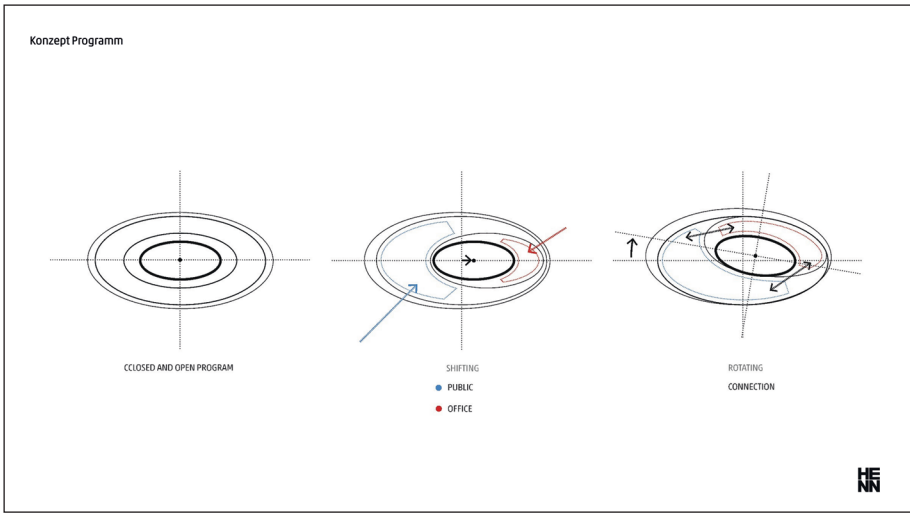 Konzept Programm
CCLOSED AND OPEN PROGRAM
SHIFTING
PUBLIC
OFFICE
ROTATING
CONNECTION
HE
NN